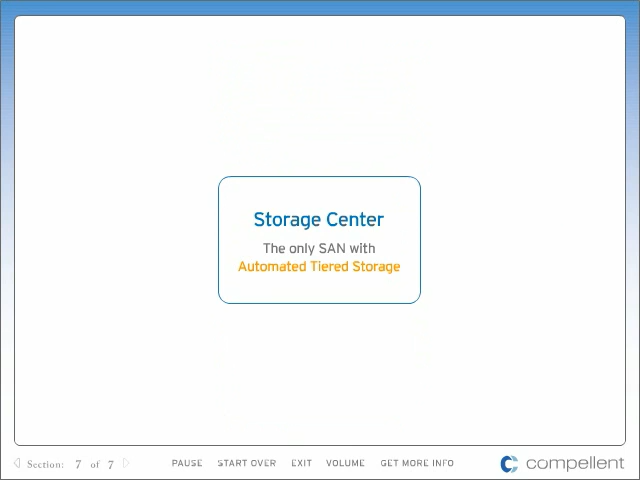 Storage Center
The only SAN with
Automated Tiered Storage
Section: 7 of 7 PAUSE START OVER EXIT VOLUME GET MORE INFO compellent